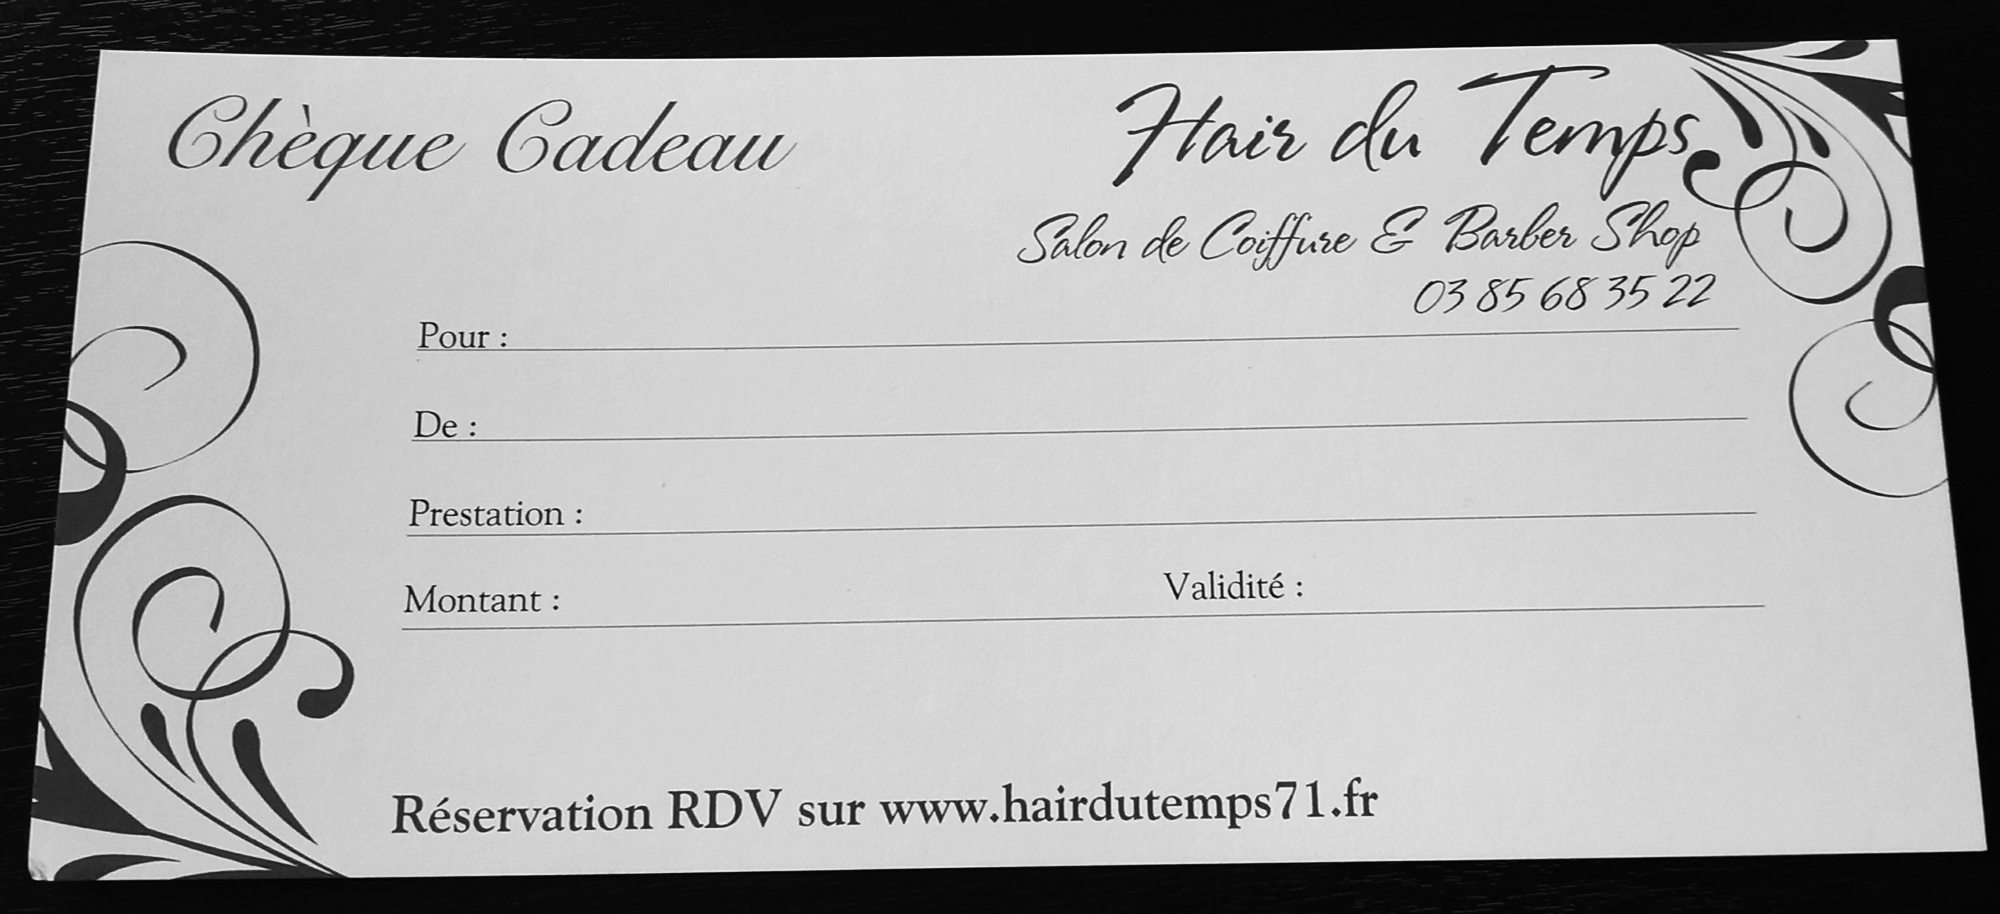 Chèque Cadeau
Hair du Temps
Salon de Coiffure & Barber Shop
03 85 68 35 22
Pour :
De :
Prestation :
Montant : Validité :
Réservation RDV sur www.hairdutemps71.fr